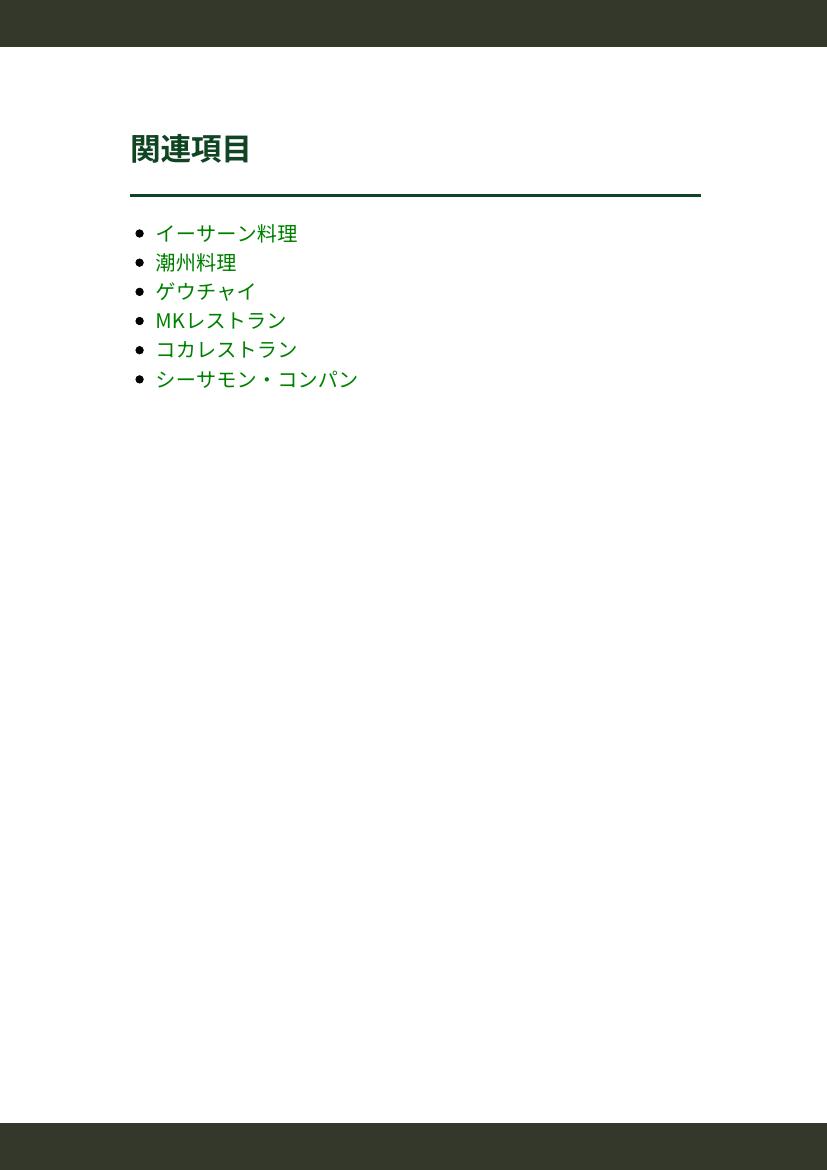 関連項目
イーサーン料理
潮州料理
ゲウチャイ
MKレストラン
コカレストラン
シーサモン・コンパン